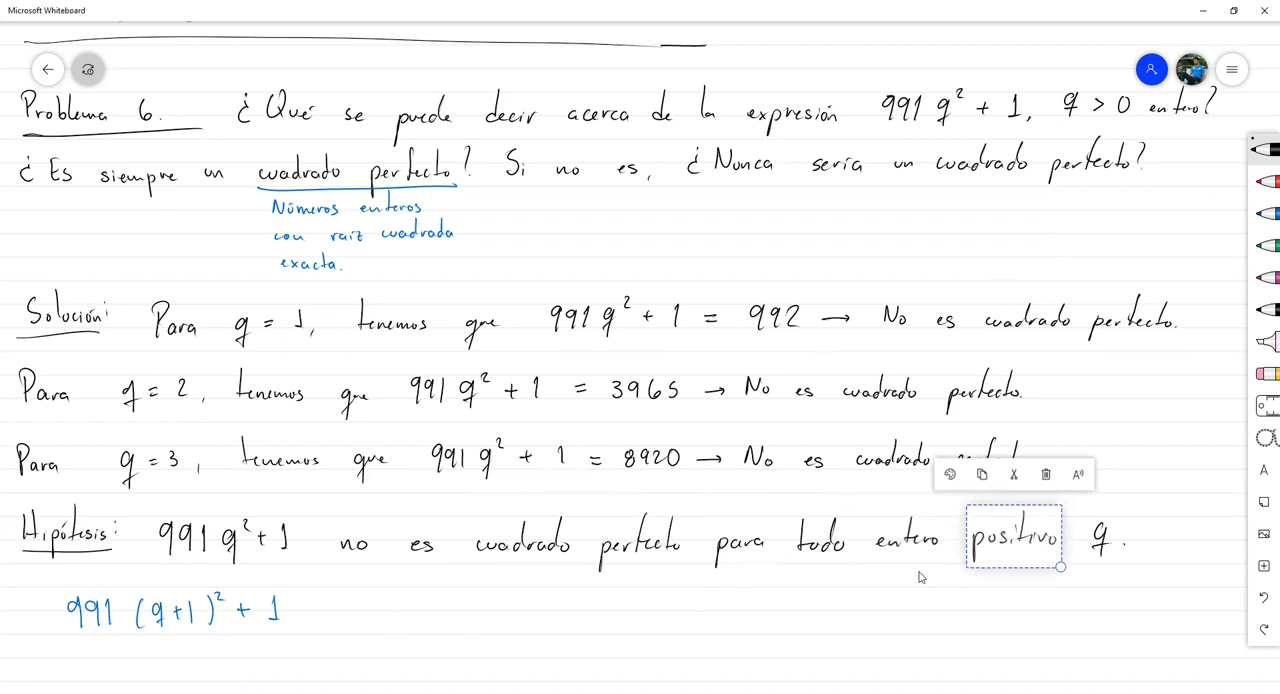 Microsoft Whiteboard
Problema 6. ¿Qué se puede decir acerca de la expresión 991 q² + 1, q > 0 entero?
¿Es siempre un cuadrado perfecto? Si no es, ¿Nunca sería un cuadrado perfecto?
Números enteros
con raíz cuadrada
exacta.
Solución: Para q = 1, tenemos que 991 q² + 1 = 992 → No es cuadrado perfecto.
Para q = 2, tenemos que 991 q² + 1 = 3965 → No es cuadrado perfecto.
Para q = 3, tenemos que 991 q² + 1 = 8920 → No es cuadrado
Hipótesis: 991 q² + 1 no es cuadrado perfecto para todo entero positivo q.
991 (q+1)² + 1